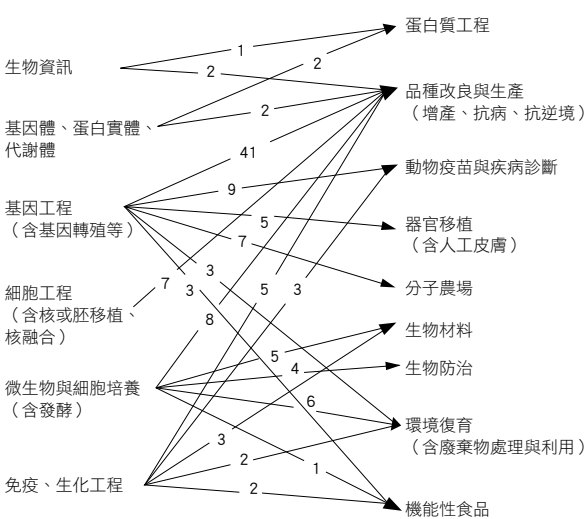 蛋白質工程
生物資訊
1
2
2
品種改良與生產
（增產、抗病、抗逆境）
基因體、蛋白實體、
代謝體
2
41
動物疫苗與疾病診斷
9
基因工程
（含基因轉殖等）
5
器官移植
（含人工皮膚）
7
3
細胞工程
（含核或胚移植、
核融合）
7
3
5
3
分子農場
8
生物材料
5
4
生物防治
微生物與細胞培養
（含發酵）
6
環境復育
（含廢棄物處理與利用）
3
2
1
免疫、生化工程
2
機能性食品